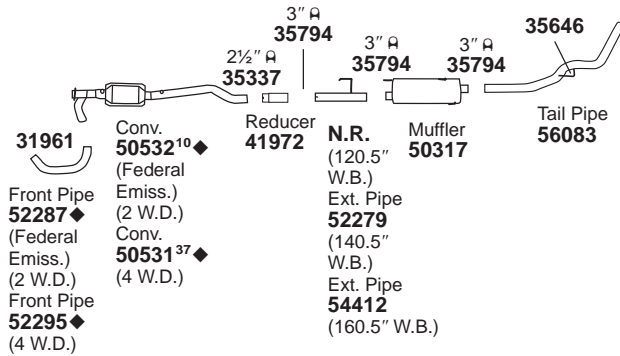 3″
35794
2½″
35337
3″
35794
3″
35794
35646
31961
Front Pipe
52287◆
(Federal
Emiss.)
(2 W.D.)
Front Pipe
52295◆
(4 W.D.)
Conv.
50532¹⁰◆
(Federal
Emiss.)
(2 W.D.)
Conv.
50531³⁷◆
(4 W.D.)
Reducer
41972
N.R.
(120.5″
W.B.)
Ext. Pipe
52279
(140.5″
W.B.)
Ext. Pipe
54412
(160.5″ W.B.)
Muffler
50317
Tail Pipe
56083